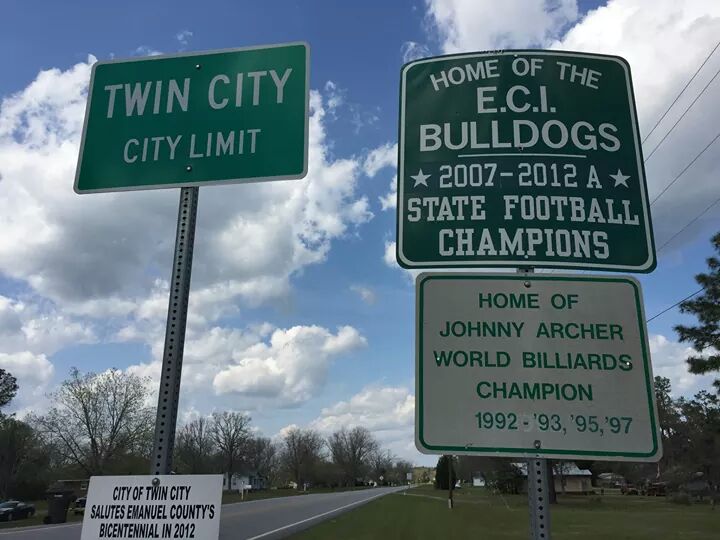 TWIN CITY
CITY LIMIT
CITY OF TWIN CITY
SALUTES EMANUEL COUNTY'S
BICENTENNIAL IN 2012
HOME OF THE
E.C.I.
BULLDOGS
★ 2007-2012 A ★
STATE FOOTBALL
CHAMPIONS
HOME OF
JOHNNY ARCHER
WORLD BILLIARDS
CHAMPION
1992-'93,'95,'97